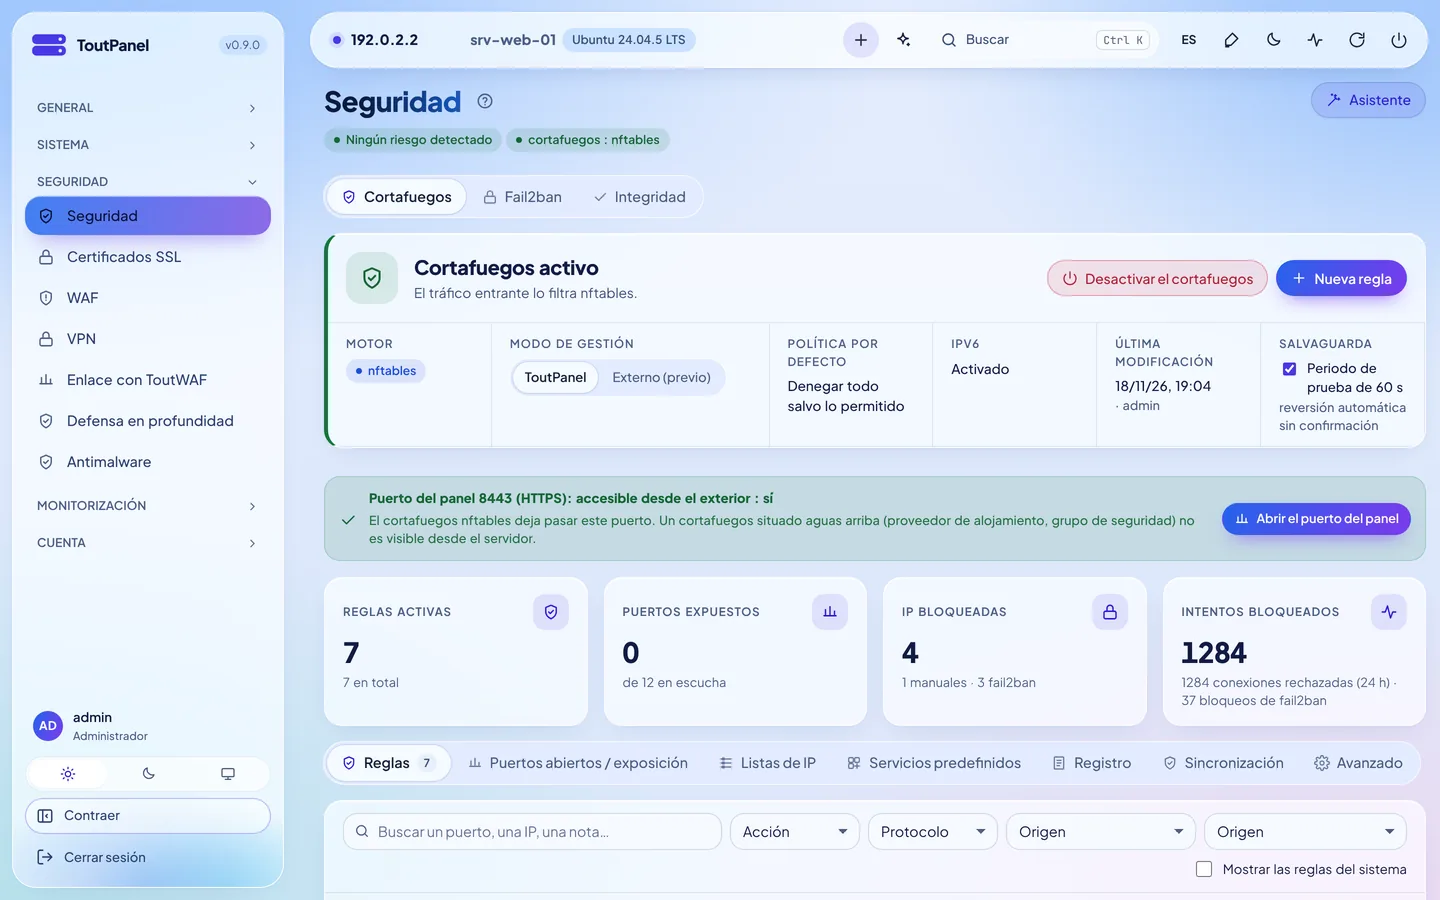 ToutPanel
v0.9.0
GENERAL
SISTEMA
SEGURIDAD
Seguridad
Certificados SSL
WAF
VPN
Enlace con ToutWAF
Defensa en profundidad
Antimalware
MONITORIZACIÓN
CUENTA
AD
admin
Administrador
Contraer
Cerrar sesión
192.0.2.2
srv-web-01
Ubuntu 24.04.5 LTS
Buscar
Ctrl K
ES
Seguridad
Asistente
Ningún riesgo detectado
cortafuegos : nftables
Cortafuegos
Fail2ban
Integridad
Cortafuegos activo
El tráfico entrante lo filtra nftables.
Desactivar el cortafuegos
Nueva regla
MOTOR
nftables
MODO DE GESTIÓN
ToutPanel
Externo (previo)
POLÍTICA POR
DEFECTO
Denegar todo
salvo lo permitido
IPV6
Activado
ÚLTIMA
MODIFICACIÓN
18/11/26, 19:04
· admin
SALVAGUARDA
Periodo de
prueba de 60 s
reversión automática
sin confirmación
Puerto del panel 8443 (HTTPS): accesible desde el exterior : sí
El cortafuegos nftables deja pasar este puerto. Un cortafuegos situado aguas arriba (proveedor de alojamiento, grupo de seguridad) no
es visible desde el servidor.
Abrir el puerto del panel
REGLAS ACTIVAS
7
7 en total
PUERTOS EXPUESTOS
0
de 12 en escucha
IP BLOQUEADAS
4
1 manuales · 3 fail2ban
INTENTOS BLOQUEADOS
1284
1284 conexiones rechazadas (24 h) ·
37 bloqueos de fail2ban
Reglas 7
Puertos abiertos / exposición
Listas de IP
Servicios predefinidos
Registro
Sincronización
Avanzado
Buscar un puerto, una IP, una nota...
Acción
Protocolo
Origen
Origen
Mostrar las reglas del sistema